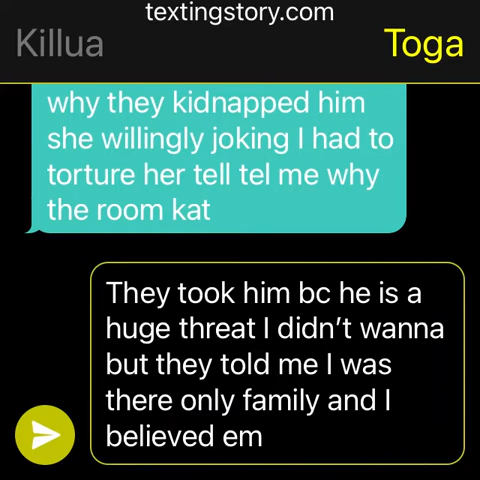 textingstory.com
Killua
Toga
why they kidnapped him
she willingly joking I had to
torture her tell tel me why
the room kat
They took him bc he is a
huge threat I didn’t wanna
but they told me I was
there only family and I
believed em